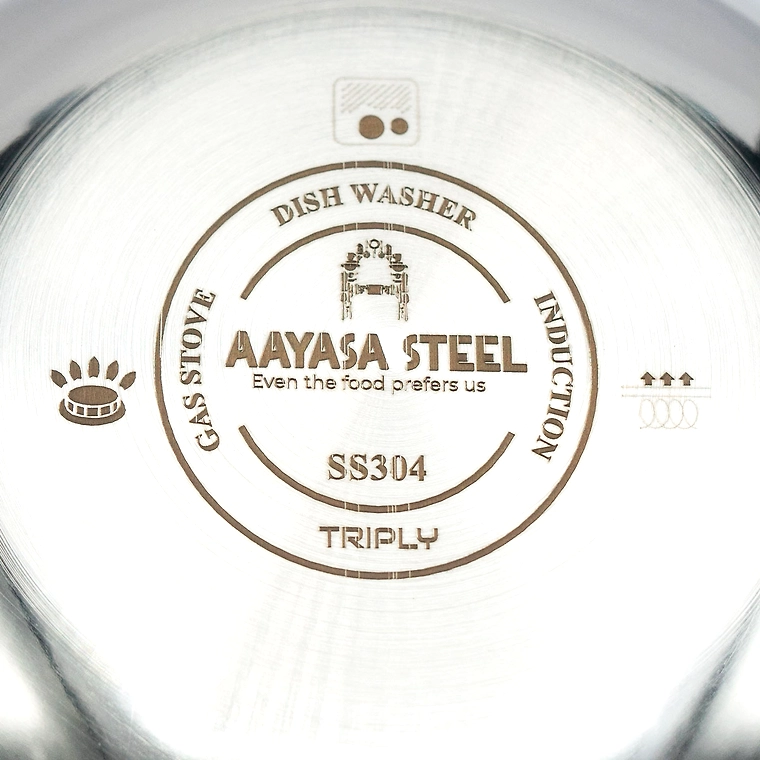 DISH WASHER
GAS STOVE
INDUCTION
AAYASA STEEL
Even the food prefers us
SS304
TRIPLY